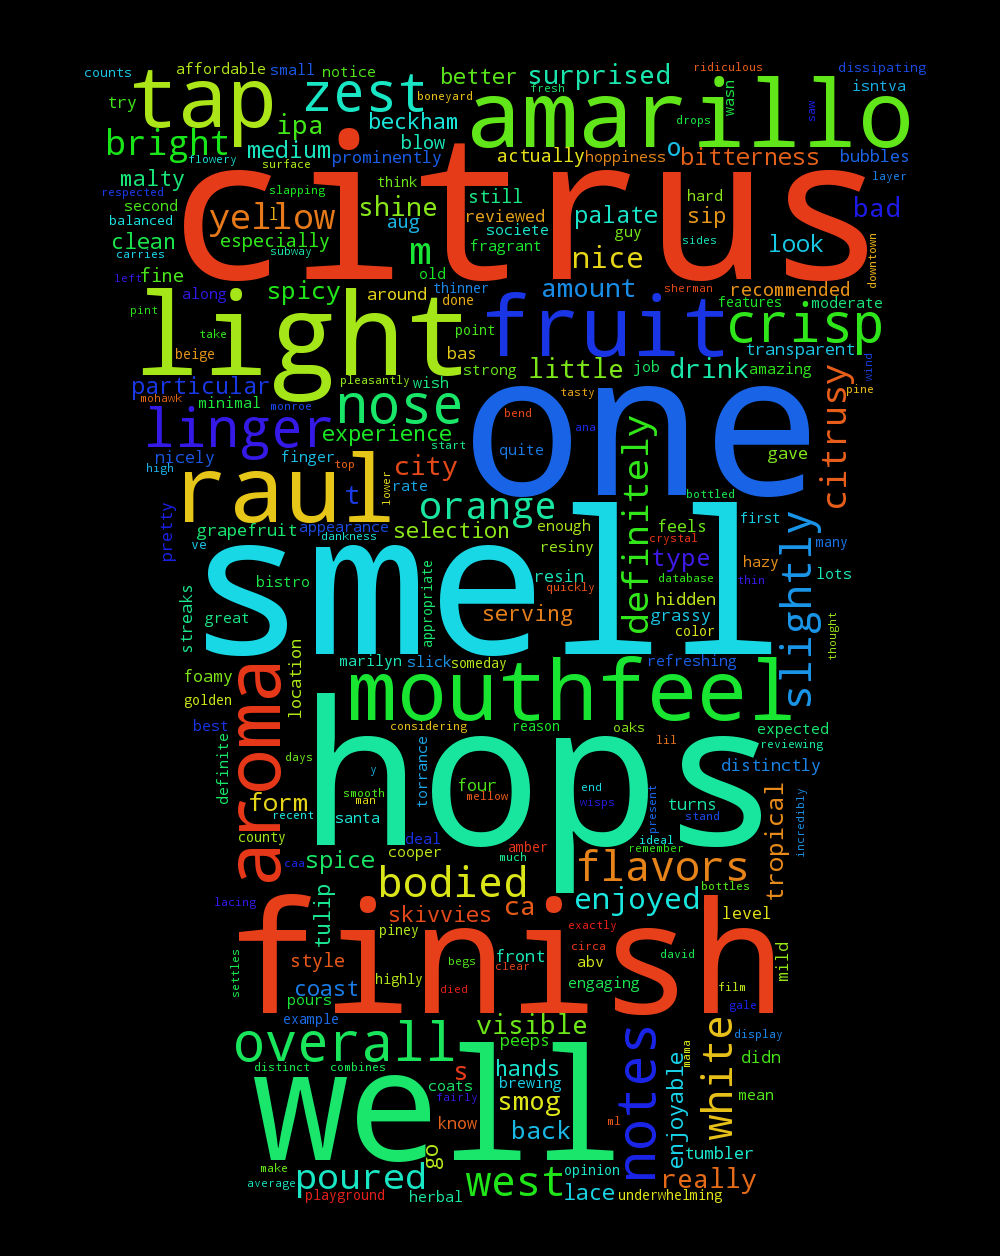 counts affordable small notice better surprised ridiculous dissipating
try tap zest boneyard fresh amarillo wasn saw isntva
bright ipa beckham drops
flowery medium blow prominently actually hoppiness o bitterness bubbles
malty surface citrus layer
respected slapping think still hard
second yellow l shine reviewed palate sip bad
balanced aug societe guy
clean especially m fragrant nice sides look
carries subway downtown
left fine old thinner amount sherman recommended
along spicy around done features moderate
pint light fruit crisp
take point
beige bas transparent wind
particular pleasantly wish strong little job drink amazing
mohawk minimal monroe nose tasty one pine
linger experience bend citrusy
start quite ana
nicely finger top city gave
high raul t lower rate
pretty orange definitely bottled
grapefruit appearance selection enough feels first slightly
ve dankness resiny crystal many
smell type hazy
bistro resin database thin lots
streaks appropriate quickly hidden
great serving grassy
color thought
marilyn slick someday refreshing
foamy aroma location mouthfeel
golden
best considering reason oaks expected
hops lil reviewing
definite days torrance distinctly
y four end
smooth mellow wisps present tropical incredibly
form man turns
recent santa stand
county deal ideal
caa spice cooper much amber remember
bodied flavors
tulip enjoyed bottles
lacing skivvies ca level
finish piney exactly
settles style begs front circa david mild
clear abv
coast highly died engaging film
pours gale
example visible notes white display
overall peeps didn
distinct combines s hands enjoyable mama
well coats brewing mean
fairly smog
know back ml
go tumbler
make west opinion
average poured lace really
playground herbal underwhelming